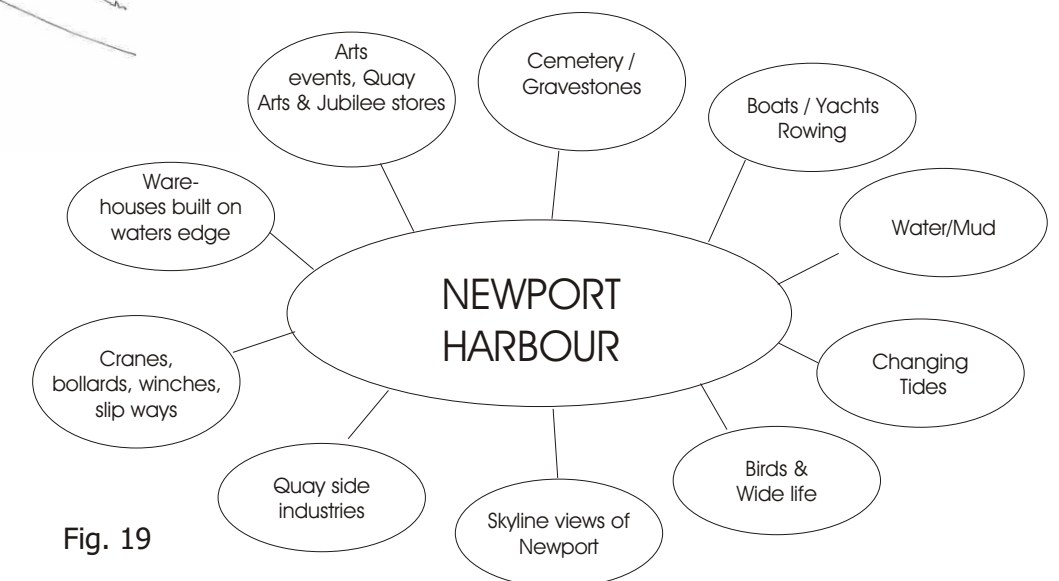 Arts
events, Quay
Arts & Jubilee stores
Cemetery /
Gravestones
Boats / Yachts
Rowing
Ware-
houses built on
waters edge
Water/Mud
NEWPORT
HARBOUR
Changing
Tides
Cranes,
bollards, winches,
slip ways
Birds &
Wide life
Quay side
industries
Skyline views of
Newport
Fig. 19